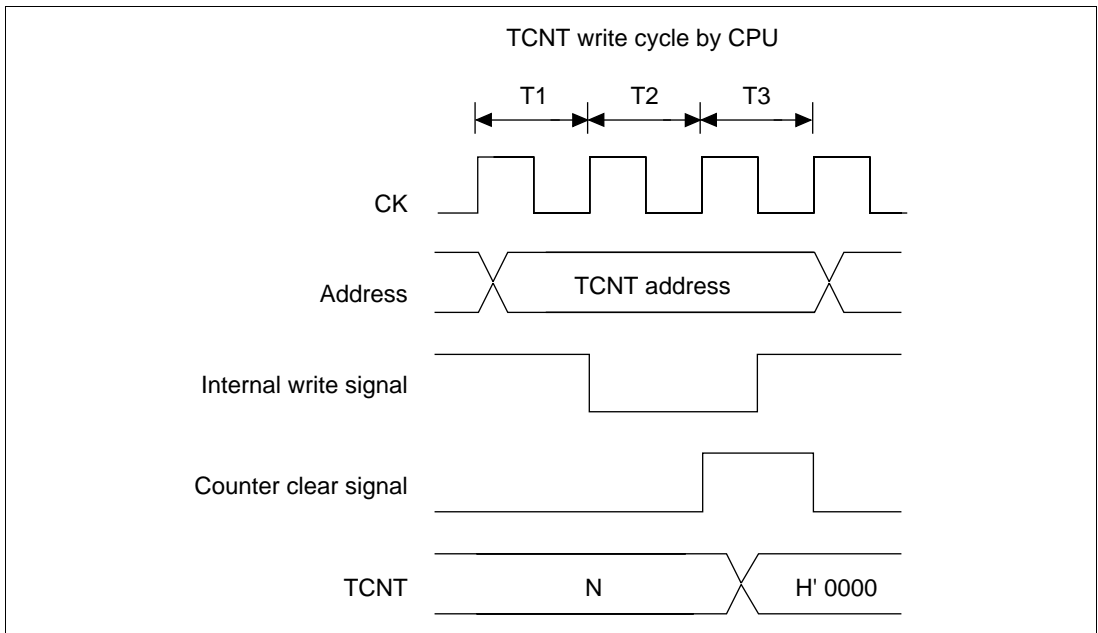 TCNT write cycle by CPU
T1 T2 T3
CK
Address TCNT address
Internal write signal
Counter clear signal
TCNT N H' 0000